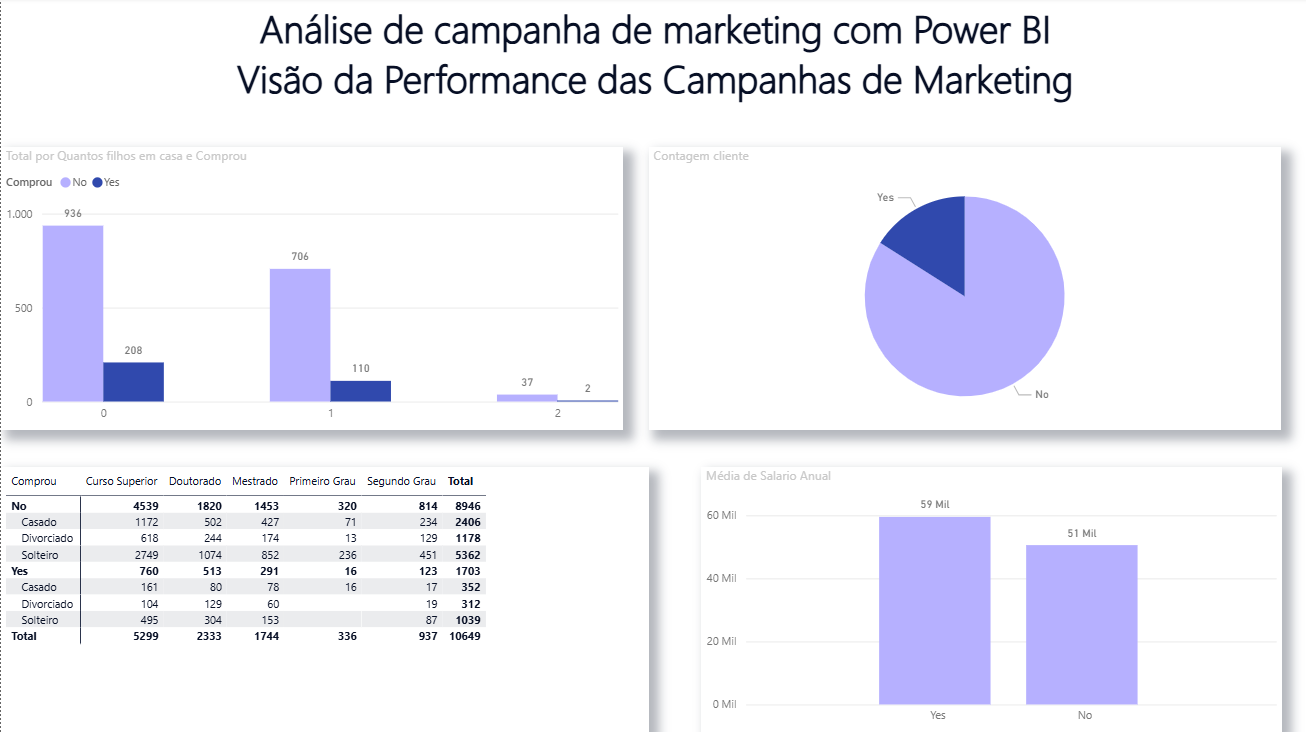 Análise de campanha de marketing com Power BI
Visão da Performance das Campanhas de Marketing
Total por Quantos filhos em casa e Comprou
Comprou No Yes
1.000
500
0
936
208
706
110
37
2
0 1 2
Contagem cliente
Yes
No
Comprou Curso Superior Doutorado Mestrado Primeiro Grau Segundo Grau Total
No 4539 1820 1453 320 814 8946
Casado 1172 502 427 71 234 2406
Divorciado 618 244 174 13 129 1178
Solteiro 2749 1074 852 236 451 5362
Yes 760 513 291 16 123 1703
Casado 161 80 78 16 17 352
Divorciado 104 129 60 19 312
Solteiro 495 304 153 87 1039
Total 5299 2333 1744 336 937 10649
Média de Salario Anual
60 Mil
40 Mil
20 Mil
0 Mil
59 Mil
51 Mil
Yes No